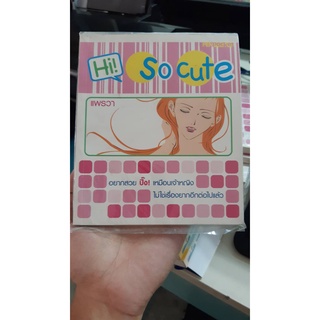 Hi!
So cute
แพรวา
อยากสวย ปิ๊ง! เหมือนเจ้าหญิง
ไม่ใช่เรื่องยากอีกต่อไปแล้ว